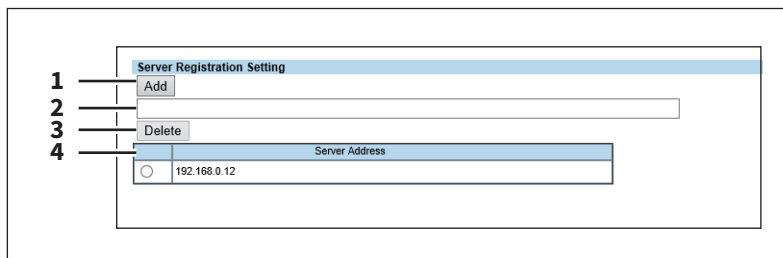 Server Registration Setting
1 Add
2
3 Delete
4 Server Address
192.168.0.12